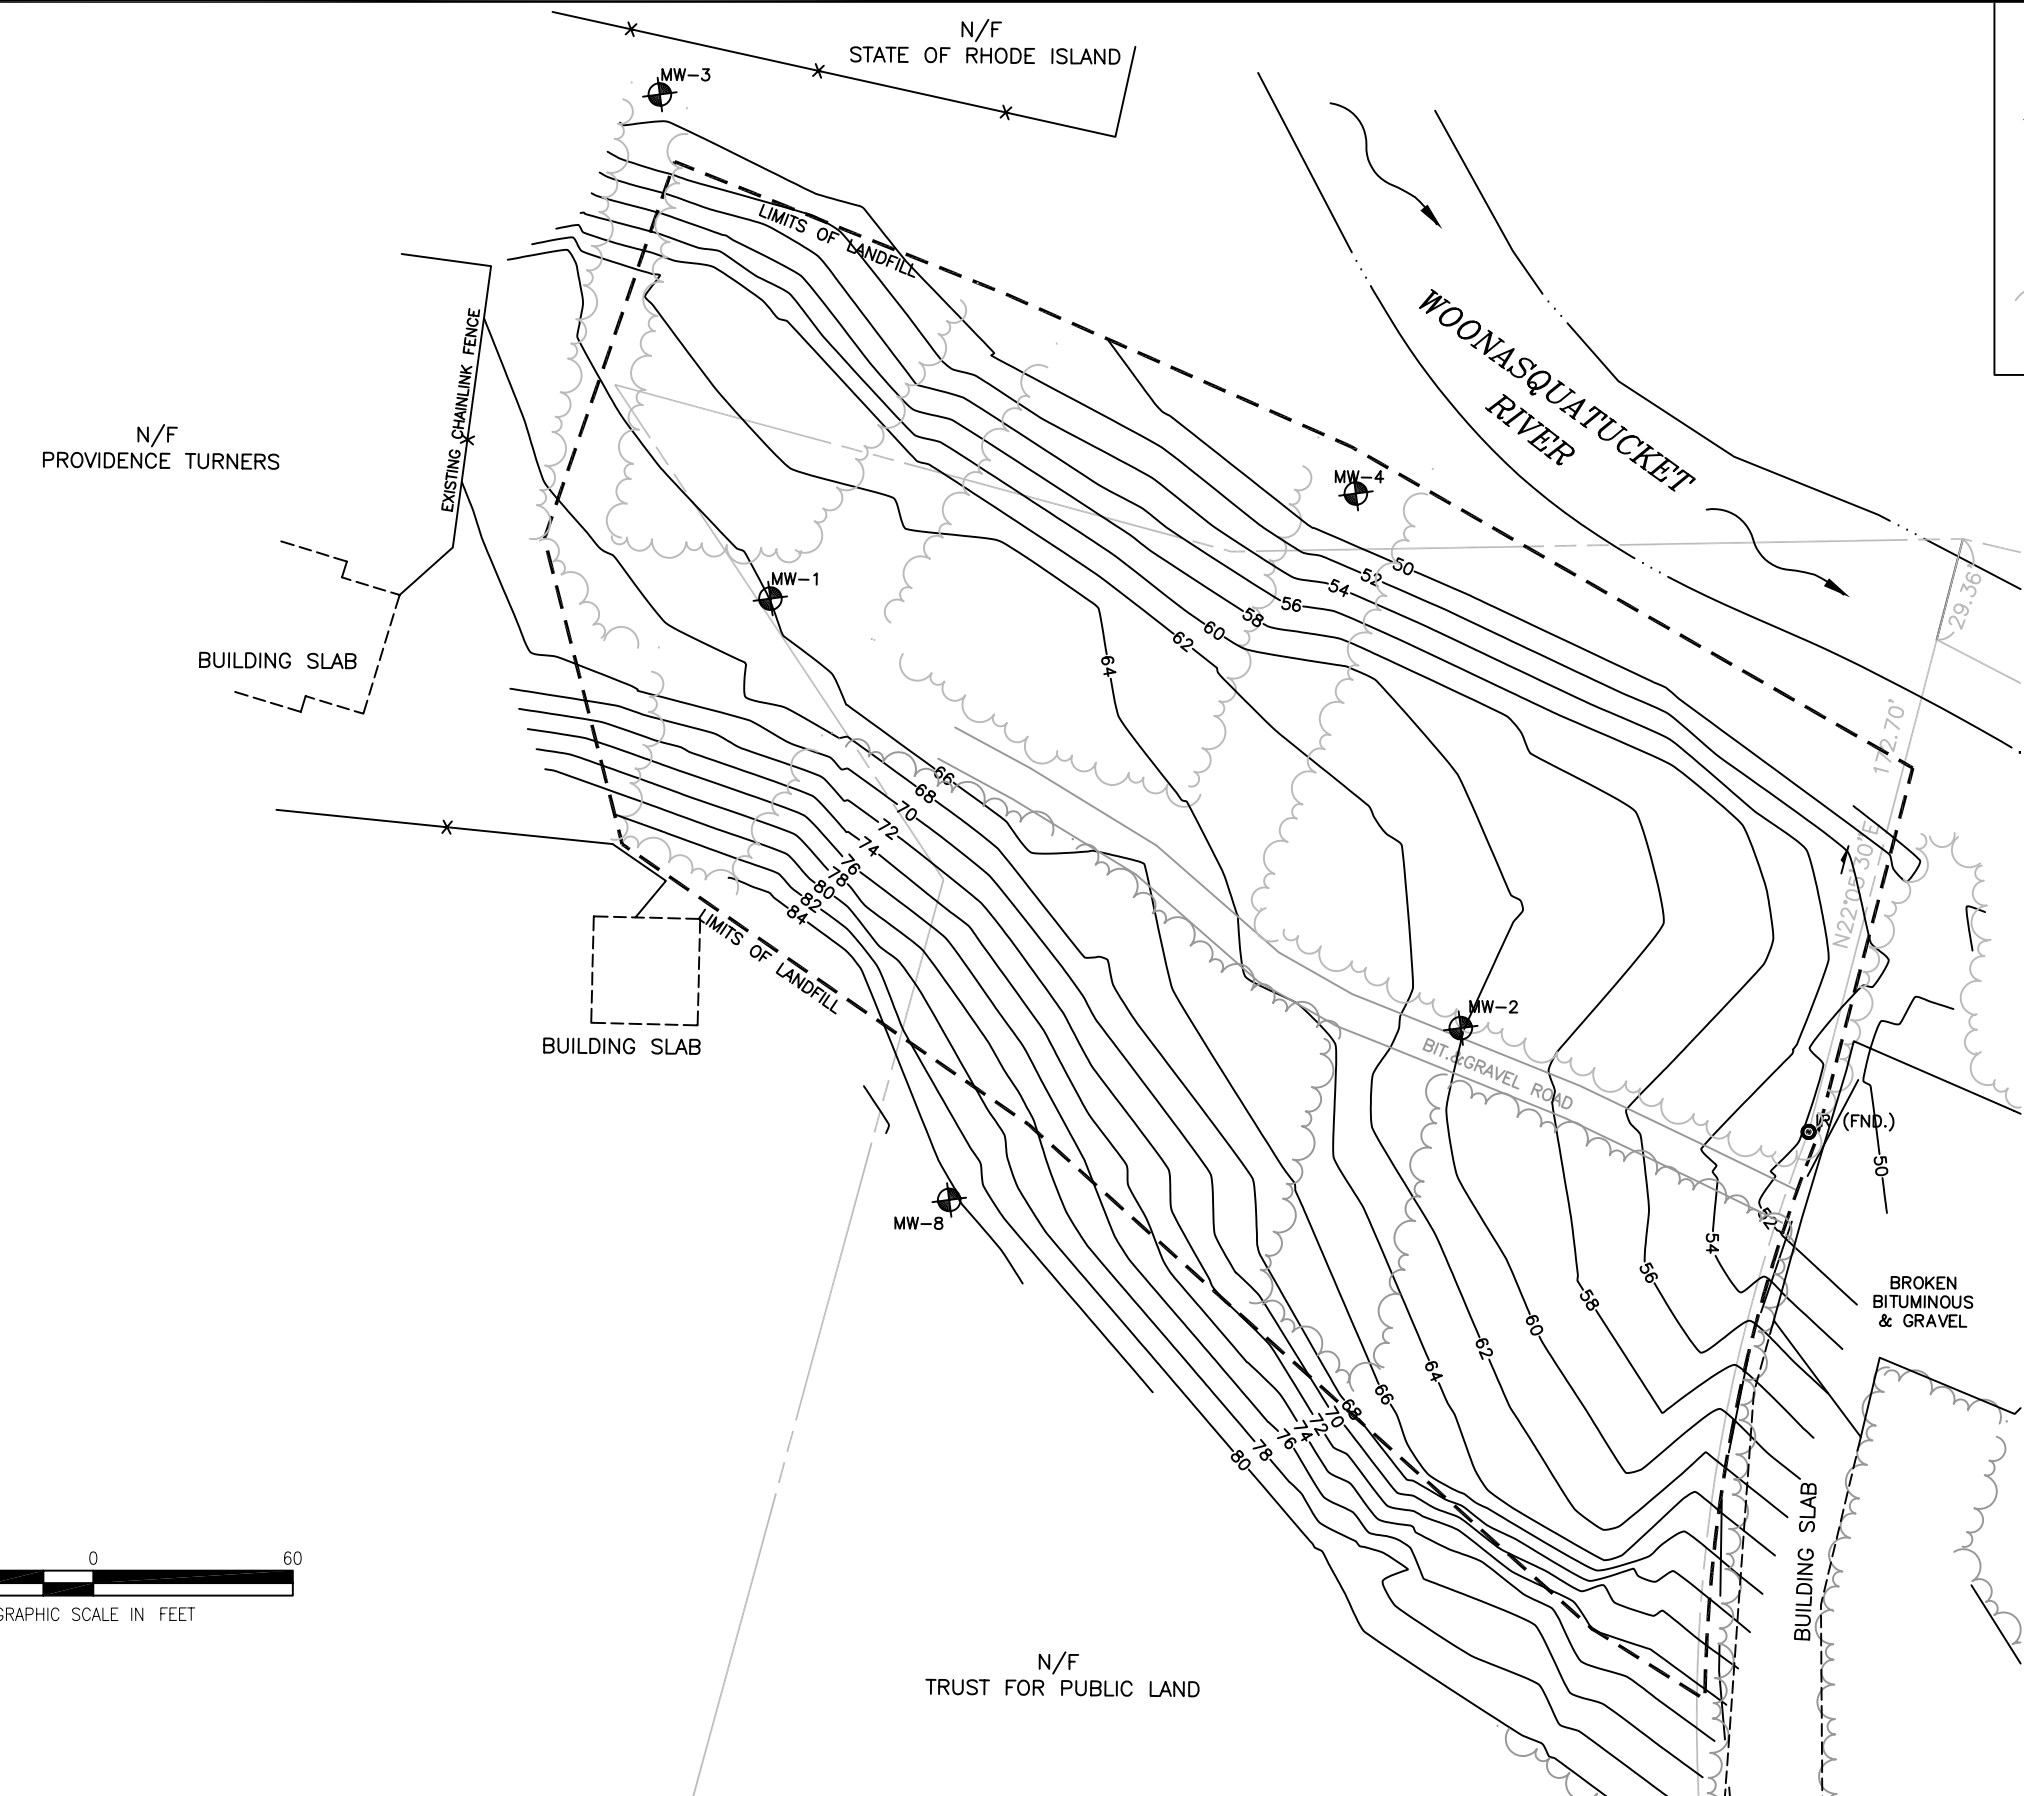 N/F
STATE OF RHODE ISLAND
MW-3
LIMITS OF LANDFILL
WOONASQUATUCKET
RIVER
EXISTING CHAINLINK FENCE
N/F
PROVIDENCE TURNERS
MW-4
29.36'
MW-1
BUILDING SLAB
50
52
54
56
58
60
62
64
172.70'
N22°05'30"E
66
68
70
72
74
76
78
80
82
84
LIMITS OF LANDFILL
BUILDING SLAB
MW-2
BIT.&GRAVEL ROAD
IR (FND.)
50
MW-8
52
54
56
58
60
62
64
66
68
70
72
74
76
78
80
BROKEN
BITUMINOUS
& GRAVEL
BUILDING SLAB
0
60
GRAPHIC SCALE IN FEET
N/F
TRUST FOR PUBLIC LAND